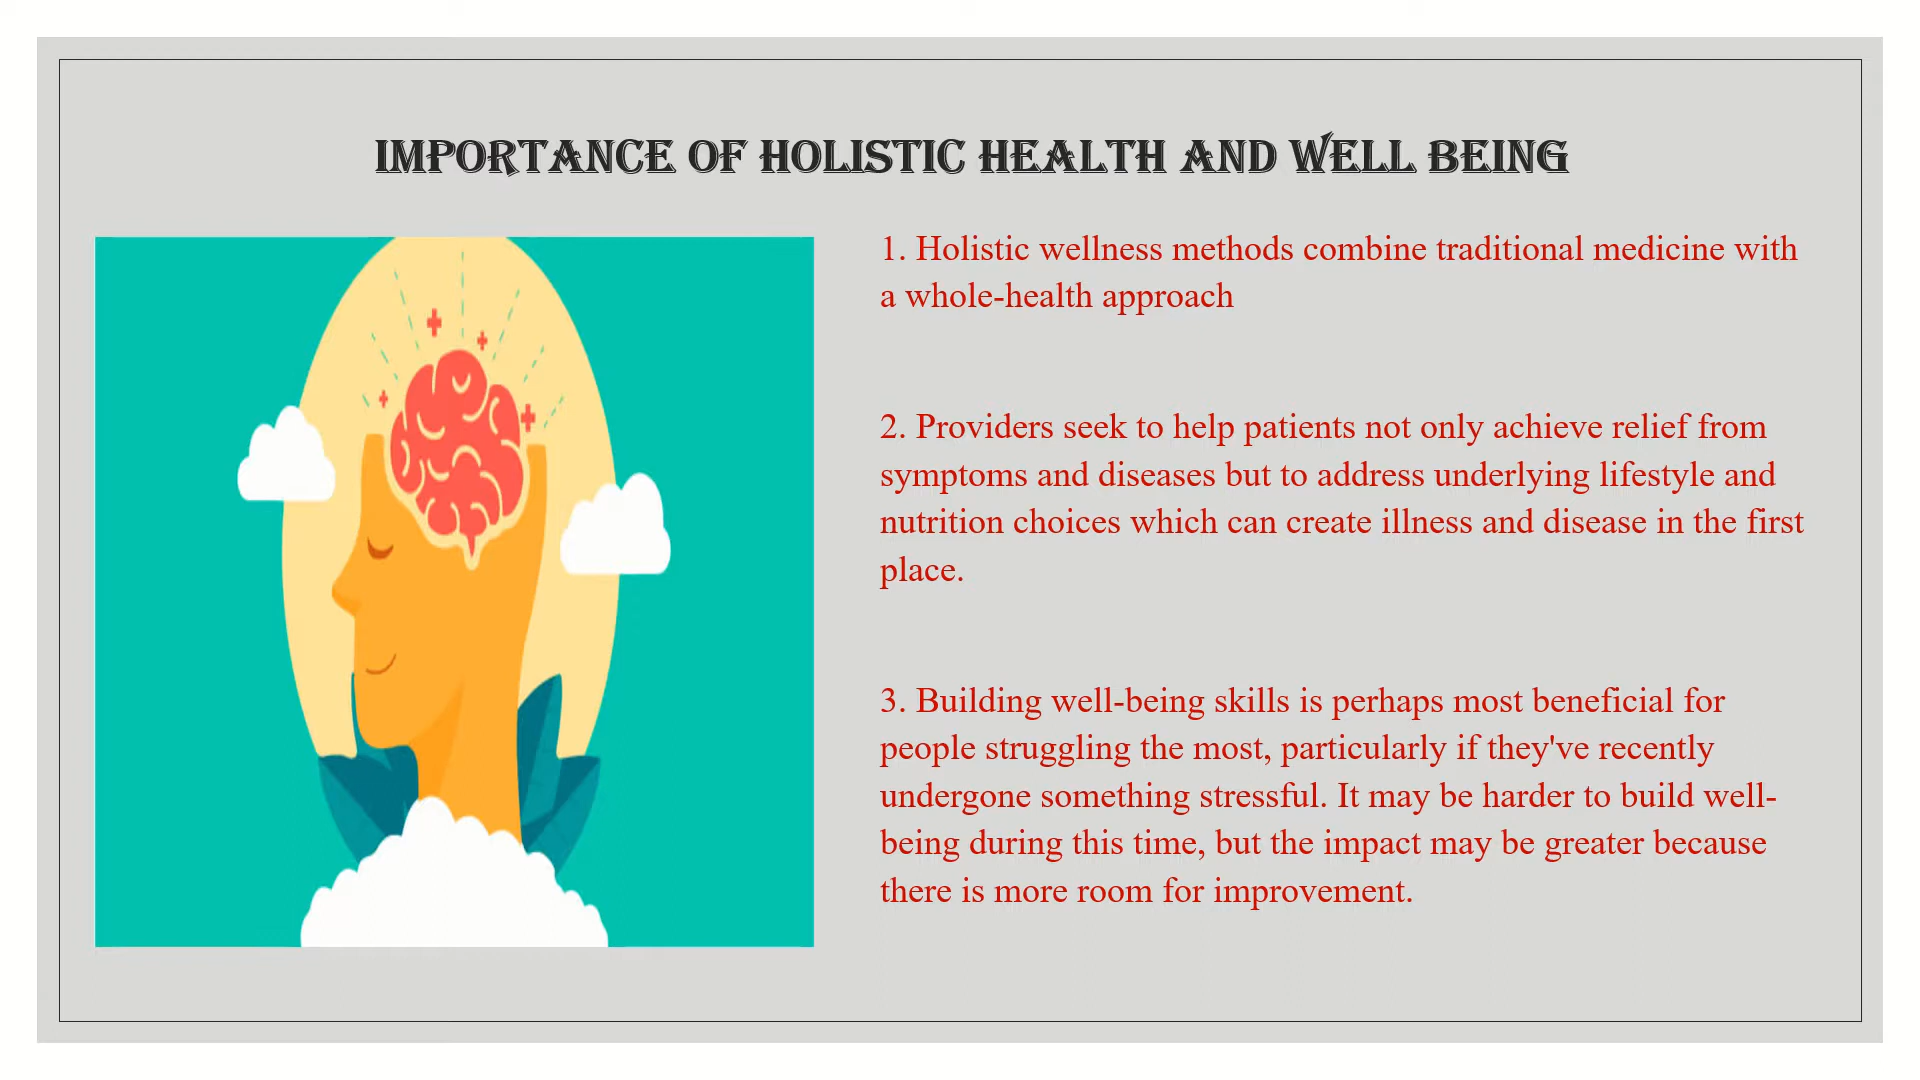 IMPORTANCE OF HOLISTIC HEALTH AND WELL BEING
1. Holistic wellness methods combine traditional medicine with
a whole-health approach
2. Providers seek to help patients not only achieve relief from
symptoms and diseases but to address underlying lifestyle and
nutrition choices which can create illness and disease in the first
place.
3. Building well-being skills is perhaps most beneficial for
people struggling the most, particularly if they've recently
undergone something stressful. It may be harder to build well-
being during this time, but the impact may be greater because
there is more room for improvement.